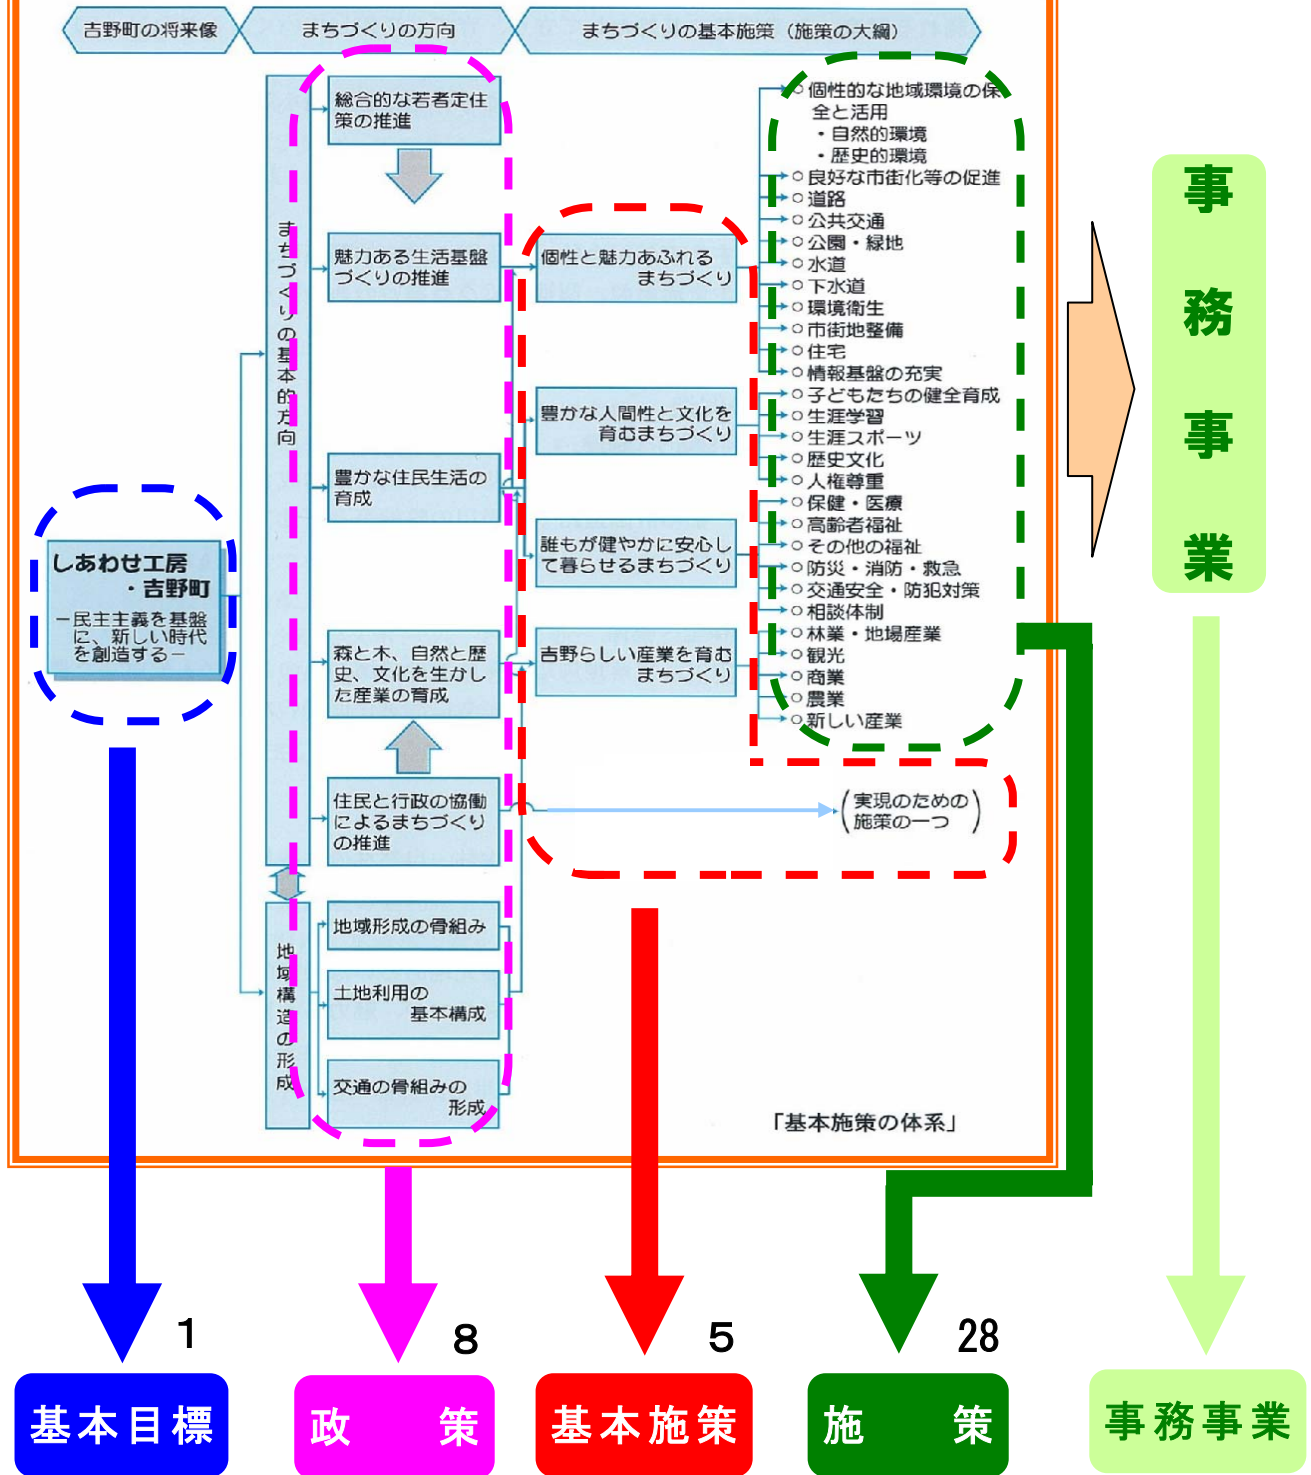 吉野町の将来像
まちづくりの方向
まちづくりの基本施策（施策の大綱）
しあわせ工房
・吉野町
－民主主義を基盤
に、新しい時代
を創造する－
まちづくりの基本的方向
地域構造の形成
総合的な若者定住
策の推進
魅力ある生活基盤
づくりの推進
豊かな住民生活の
育成
森と木、自然と歴
史、文化を生かし
た産業の育成
住民と行政の協働
によるまちづくり
の推進
地域形成の骨組み
土地利用の
基本構成
交通の骨組みの
形成
個性と魅力あふれる
まちづくり
豊かな人間性と文化を
育むまちづくり
誰もが健やかに安心し
て暮らせるまちづくり
吉野らしい産業を育む
まちづくり
○個性的な地域環境の保
全と活用
・自然的環境
・歴史的環境
○良好な市街化等の促進
○道路
○公共交通
○公園・緑地
○水道
○下水道
○環境衛生
○市街地整備
○住宅
○情報基盤の充実
○子どもたちの健全育成
○生涯学習
○生涯スポーツ
○歴史文化
○人権尊重
○保健・医療
○高齢者福祉
○その他の福祉
○防災・消防・救急
○交通安全・防犯対策
○相談体制
○林業・地場産業
○観光
○商業
○農業
○新しい産業
（実現のための
施策の一つ）
「基本施策の体系」
事務事業
1
8
5
28
基本目標
政策
基本施策
施策
事務事業